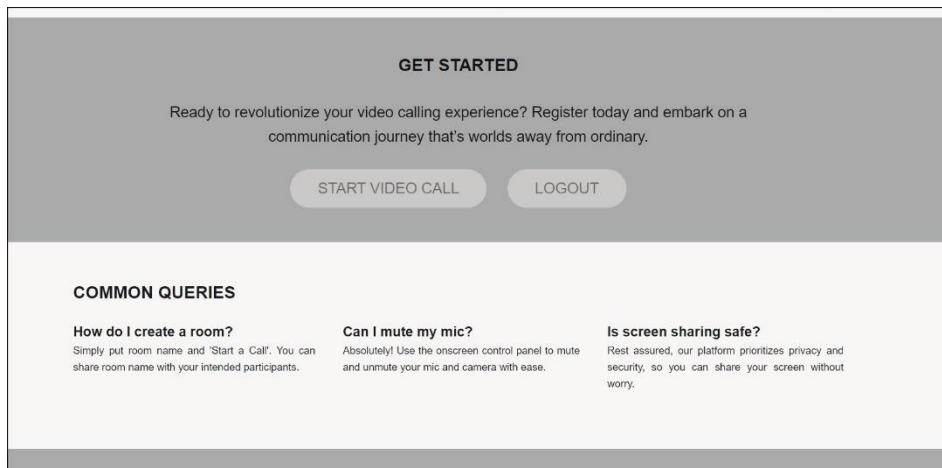 GET STARTED
Ready to revolutionize your video calling experience? Register today and embark on a
communication journey that's worlds away from ordinary.
START VIDEO CALL
LOGOUT
COMMON QUERIES
How do I create a room?
Simply put room name and 'Start a Call'. You can
share room name with your intended participants.
Can I mute my mic?
Absolutely! Use the onscreen control panel to mute
and unmute your mic and camera with ease.
Is screen sharing safe?
Rest assured, our platform prioritizes privacy and
security, so you can share your screen without
worry.